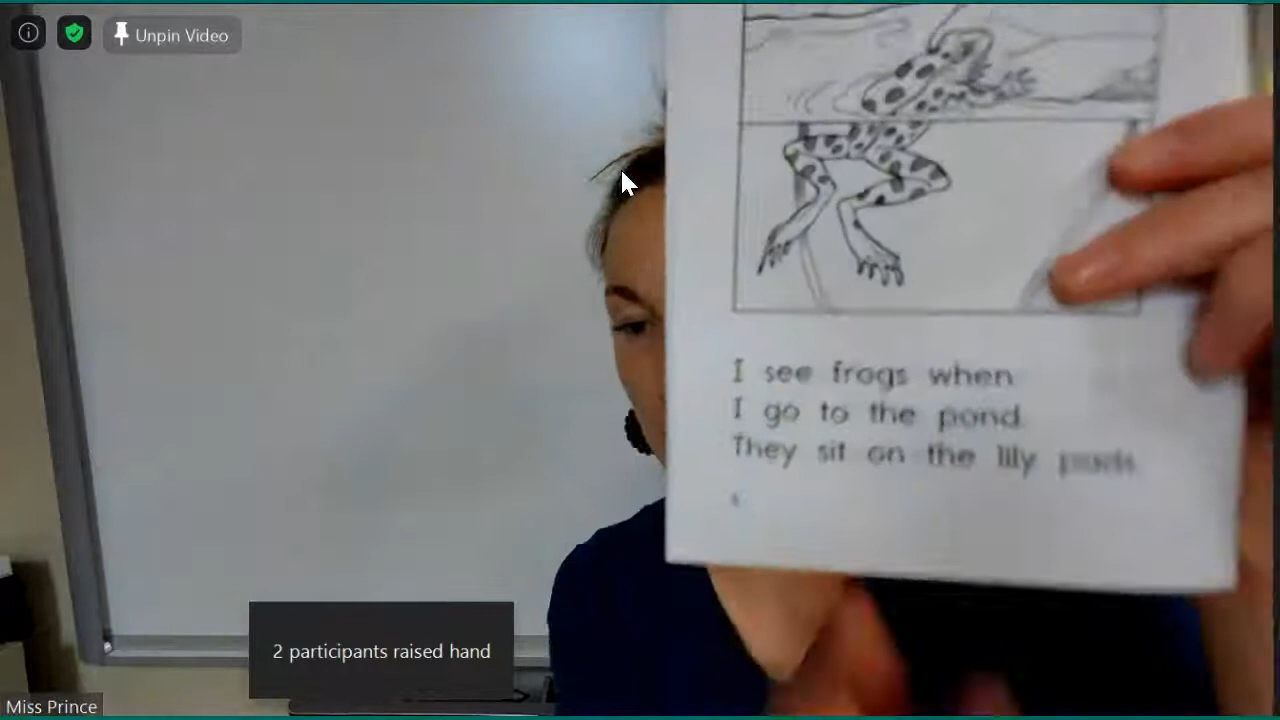 Unpin Video
I see frogs when
I go to the pond.
They sit on the lily pads.
2 participants raised hand
Miss Prince